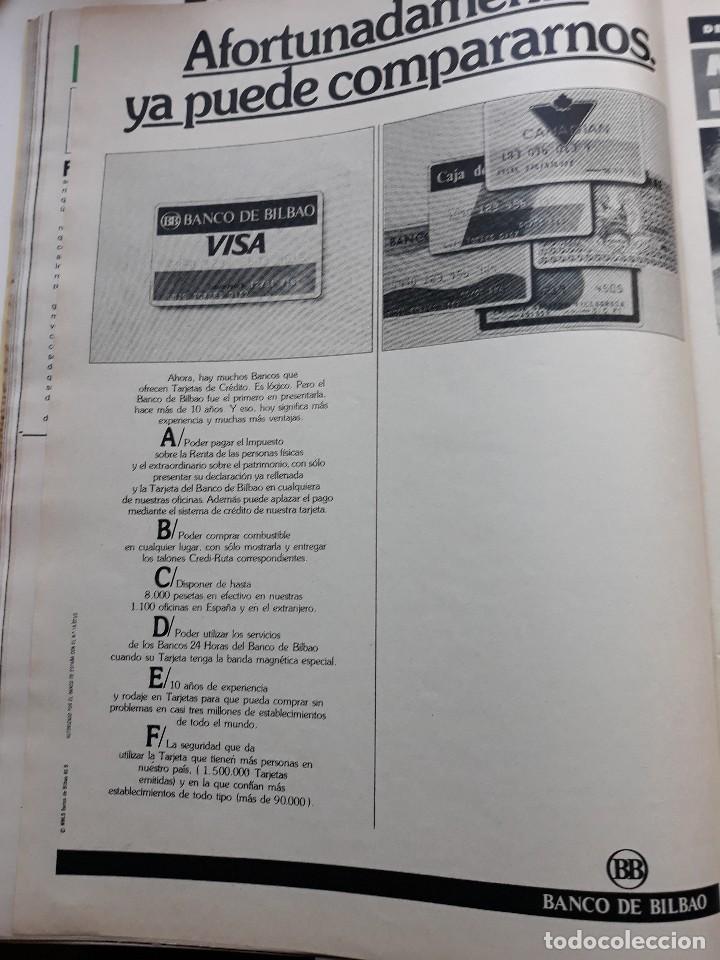 Afortunadamen
ya puede compararnos.
BB BANCO DE BILBAO
VISA
CANADIAN
Caja de
BANCO
Ahora, hay muchos Bancos que
ofrecen Tarjetas de Crédito. Es lógico. Pero el
Banco de Bilbao fue el primero en presentarla,
hace más de 10 años. Y eso, hoy significa más
experiencia y muchas más ventajas.
A/ Poder pagar el Impuesto
sobre la Renta de las personas físicas
y el extraordinario sobre el patrimonio, con sólo
presentar su declaración ya rellenada
y la Tarjeta del Banco de Bilbao en cualquiera
de nuestras oficinas. Además puede aplazar el pago
mediante el sistema de crédito de nuestra tarjeta.
B/ Poder comprar combustible
en cualquier lugar, con sólo mostrarla y entregar
los talones Credi-Ruta correspondientes.
C/ Disponer de hasta
8.000 pesetas en efectivo en nuestras
1.100 oficinas en España y en el extranjero.
D/ Poder utilizar los servicios
de los Bancos 24 Horas del Banco de Bilbao
cuando su Tarjeta tenga la banda magnética especial.
E/ 10 años de experiencia
y rodaje en Tarjetas para que pueda comprar sin
problemas en casi tres millones de establecimientos
de todo el mundo.
F/ La seguridad que da
utilizar la Tarjeta que tienen más personas en
nuestro país, (1.500.000 Tarjetas
emitidas) y en la que confían más
establecimientos de todo tipo (más de 90.000).
BB
BANCO DE BILBAO
todocoleccion